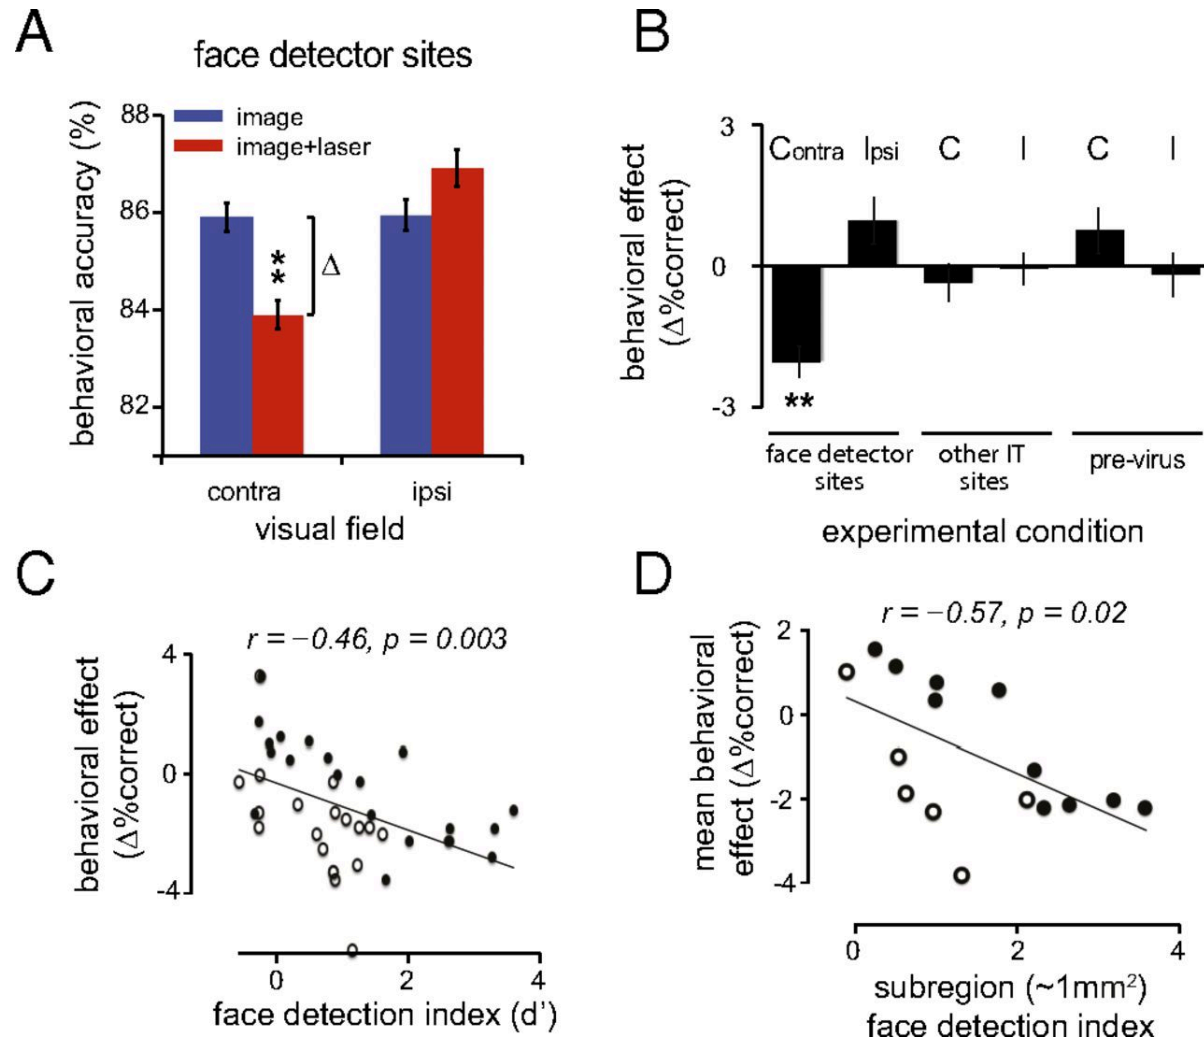 A
face detector sites
behavioral accuracy (%)
88
86
84
82
image
image+laser
**
Δ
contra
ipsi
visual field
B
behavioral effect
(Δ%correct)
3
0
-3
Contra Ipsi C I C I
**
face detector
sites
other IT
sites
pre-virus
experimental condition
C
r = −0.46, p = 0.003
behavioral effect
(Δ%correct)
4
0
-4
0 2 4
face detection index (d')
D
r = −0.57, p = 0.02
mean behavioral
effect (Δ%correct)
2
0
-2
-4
0 2 4
subregion (~1mm²)
face detection index